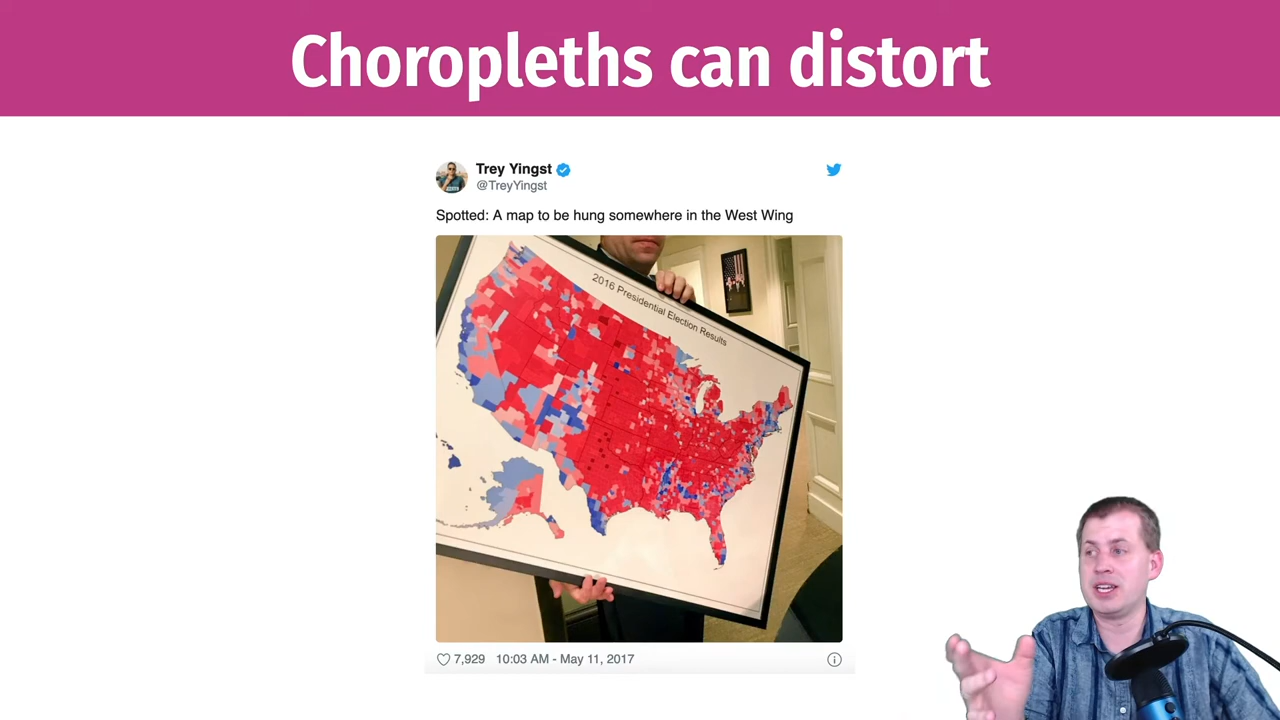 Choropleths can distort
Trey Yingst
@TreyYingst
Spotted: A map to be hung somewhere in the West Wing
2016 Presidential Election Results
7,929 10:03 AM - May 11, 2017